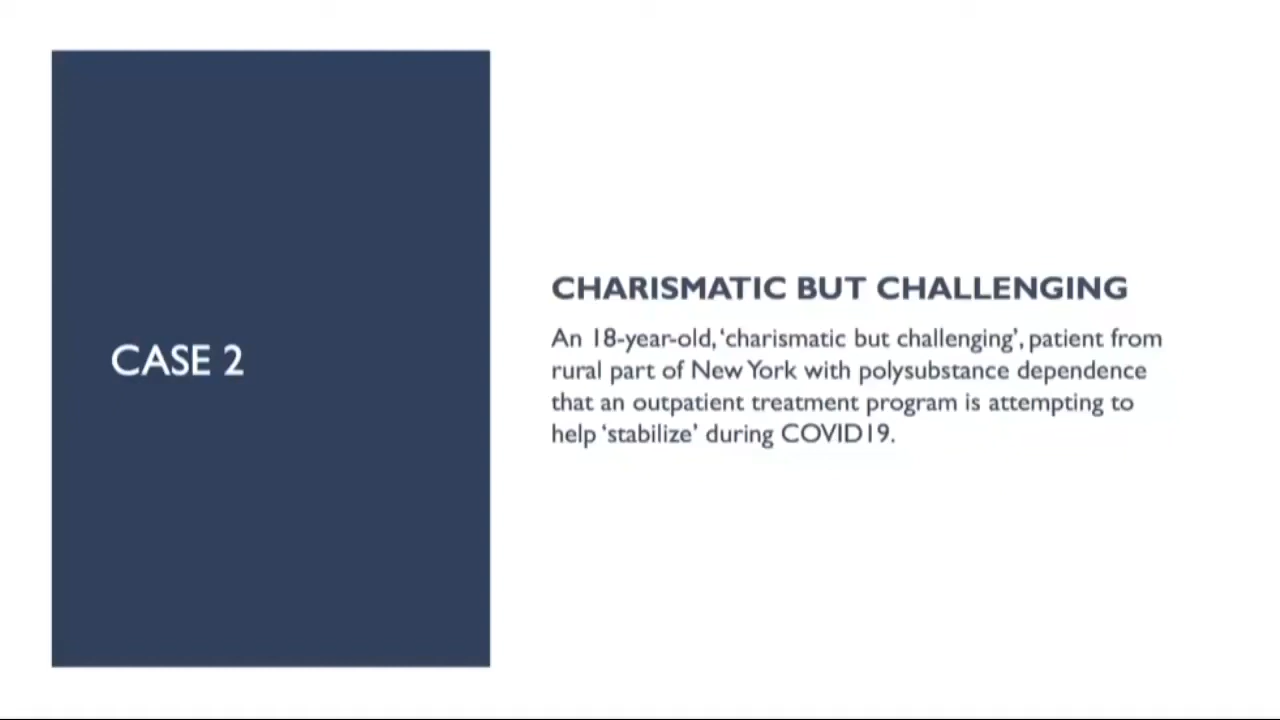 CASE 2
CHARISMATIC BUT CHALLENGING
An 18-year-old, ‘charismatic but challenging’, patient from
rural part of New York with polysubstance dependence
that an outpatient treatment program is attempting to
help ‘stabilize’ during COVID19.